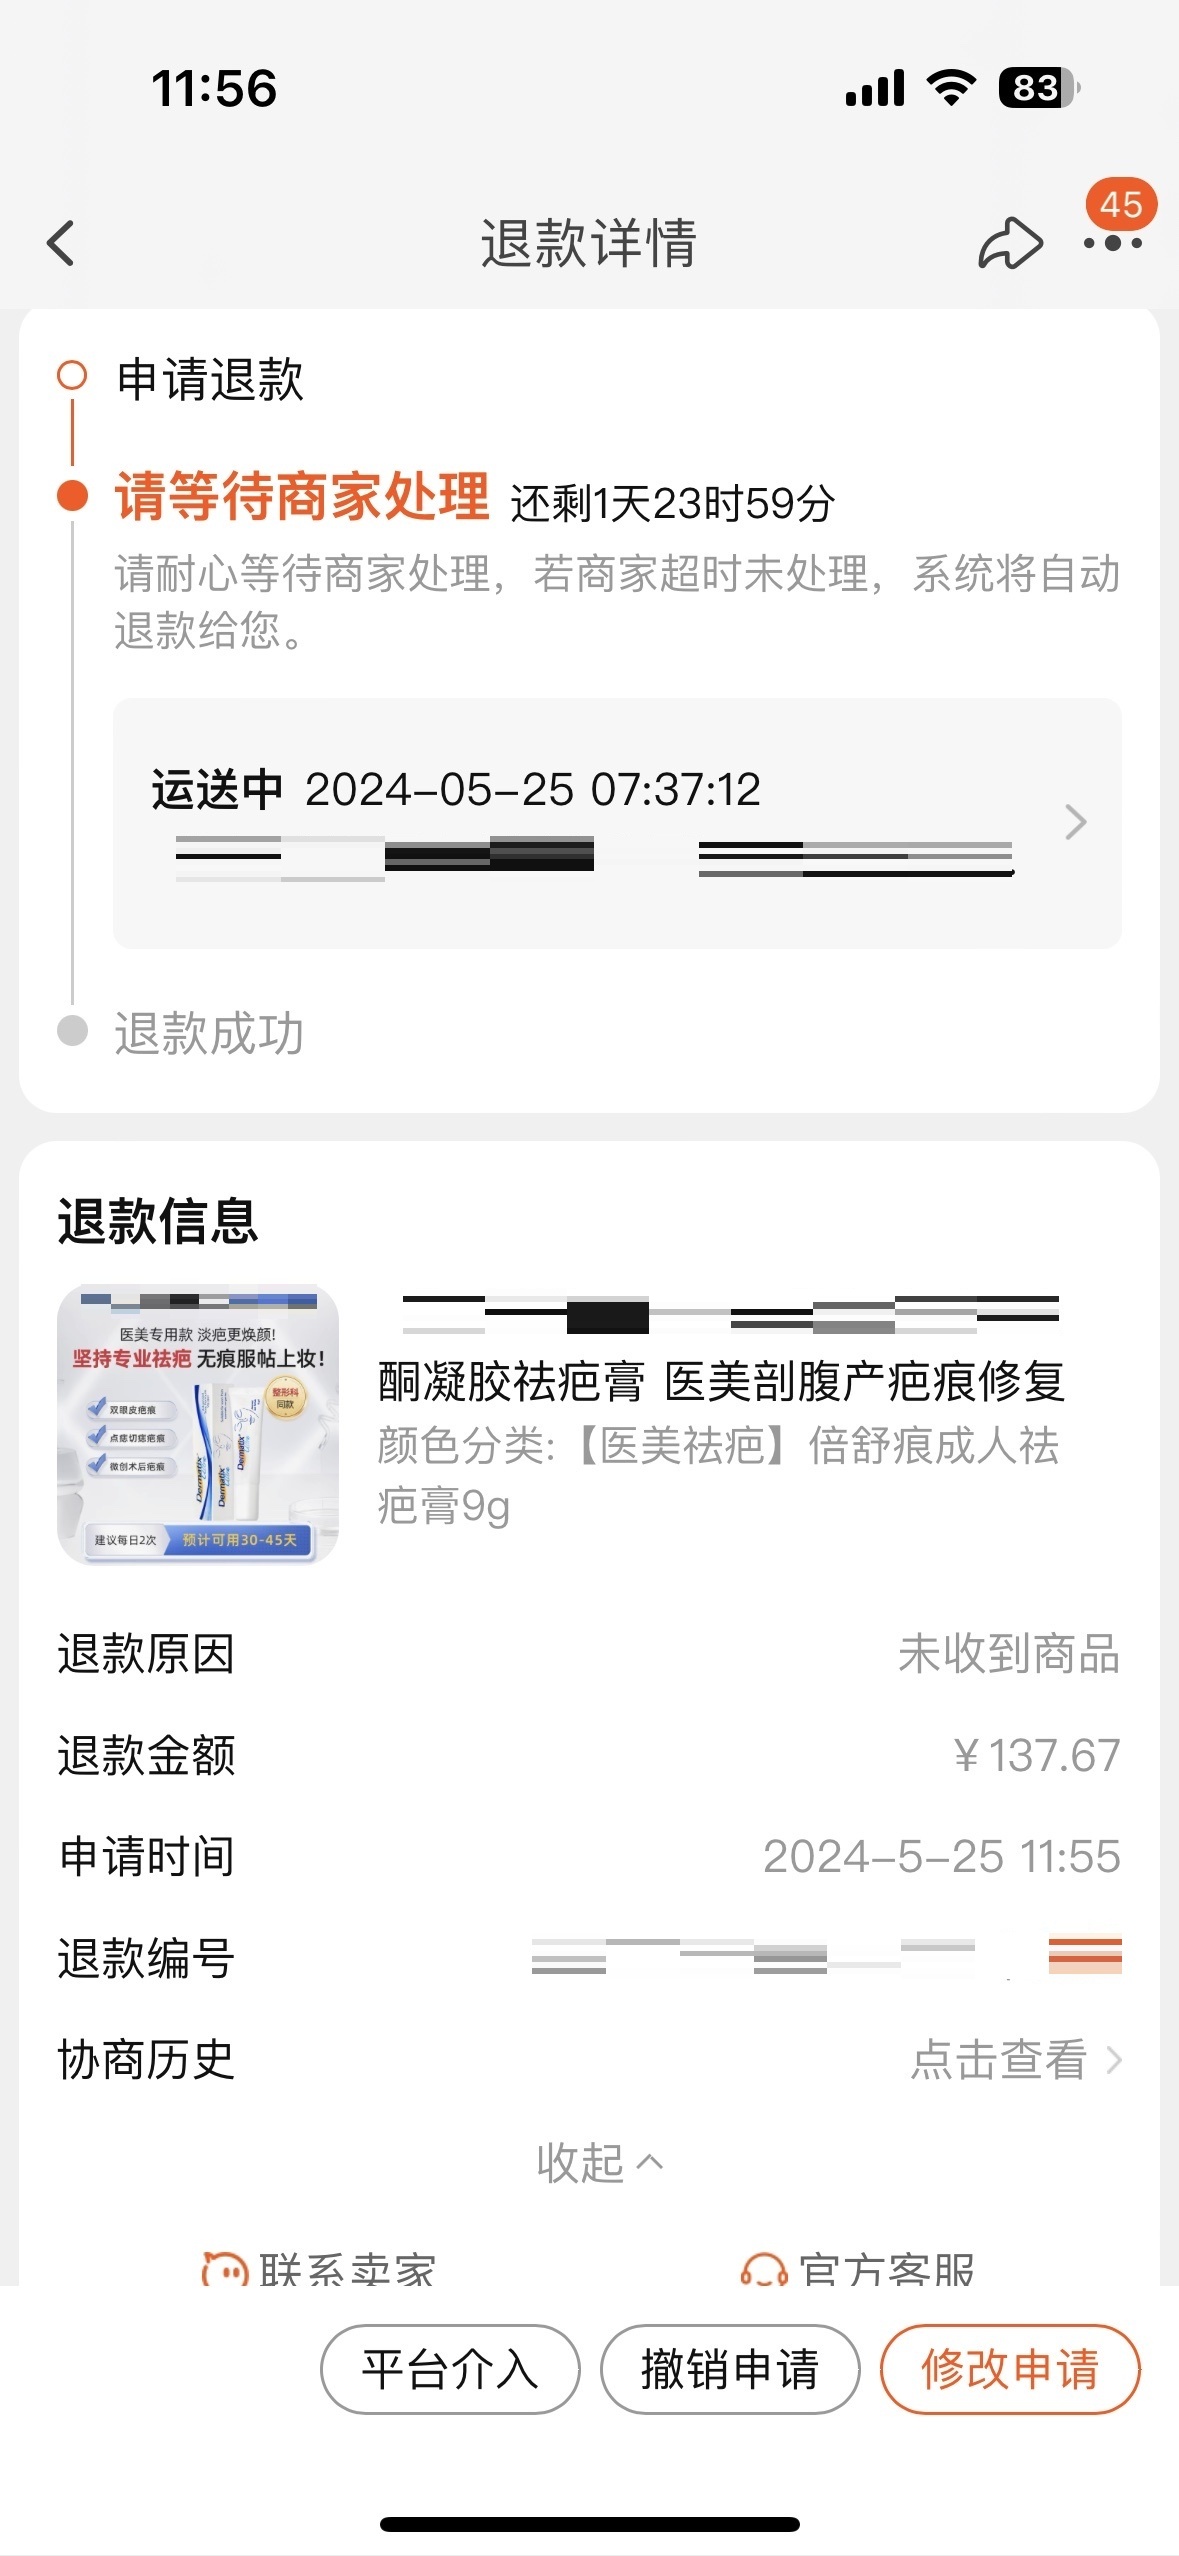 11:56
83
退款详情
45
申请退款
请等待商家处理 还剩1天23时59分
请耐心等待商家处理，若商家超时未处理，系统将自动
退款给您。
运送中 2024-05-25 07:37:12
退款成功
退款信息
医美专用款 淡疤更焕颜!
坚持专业祛疤 无痕服帖上妆!
整形科
同款
双眼皮疤痕
点痣切痣疤痕
微创术后疤痕
Dermatix
Dermatix
Dermatix
建议每日2次 预计可用30-45天
酮凝胶祛疤膏 医美剖腹产疤痕修复
颜色分类:【医美祛疤】倍舒痕成人祛
疤膏9g
退款原因 未收到商品
退款金额 ¥137.67
申请时间 2024-5-25 11:55
退款编号
协商历史 点击查看
收起
联系卖家 官方客服
平台介入 撤销申请 修改申请